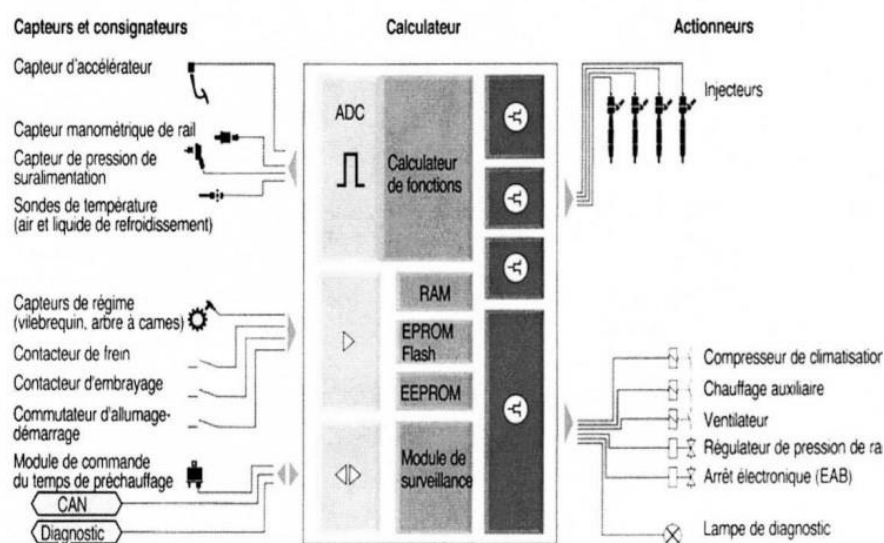 Capteurs et consignateurs
Calculateur
Actionneurs
Capteur d'accélérateur
Capteur manométrique de rail
Capteur de pression de
suralimentation
Sondes de température
(air et liquide de refroidissement)
Capteurs de régime
(vilebrequin, arbre à cames)
Contacteur de frein
Contacteur d'embrayage
Commutateur d'allumage-
démarrage
Module de commande
du temps de préchauffage
CAN
Diagnostic
ADC
Calculateur
de fonctions
RAM
EPROM
Flash
EEPROM
Module de
surveillance
Injecteurs
Compresseur de climatisation
Chauffage auxiliaire
Ventilateur
Régulateur de pression de ra
Arrêt électronique (EAB)
Lampe de diagnostic